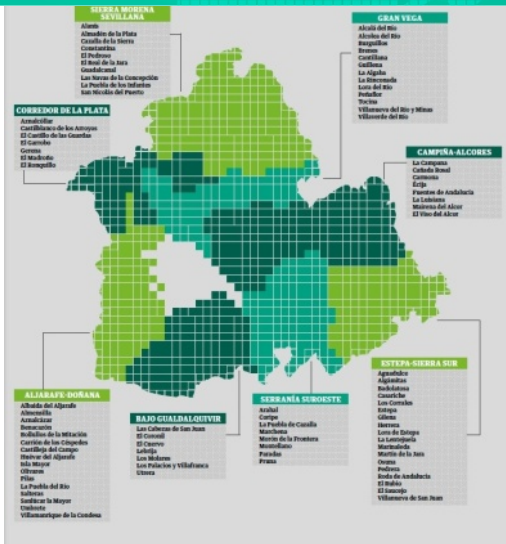 SIERRA MORENA
SEVILLANA
Alanís
Almadén de la Plata
Cazalla de la Sierra
Constantina
El Pedroso
El Real de la Jara
Guadalcanal
Las Navas de la Concepción
La Puebla de los Infantes
San Nicolás del Puerto
GRAN VEGA
Alcalá del Río
Alcolea del Río
Burguillos
Brenes
Cantillana
Guillena
La Algaba
La Rinconada
Lora del Río
Peñaflor
Tocina
Villanueva del Río y Minas
Villaverde del Río
CORREDOR DE LA PLATA
Aznalcóllar
Castilblanco de los Arroyos
El Castillo de las Guardas
El Garrobo
Gerena
El Madroño
El Ronquillo
CAMPIÑA-ALCORES
La Campana
Cañada Rosal
Carmona
Écija
Fuentes de Andalucía
La Luisiana
Mairena del Alcor
El Viso del Alcor
ALJARAFE-DOÑANA
Albaida del Aljarafe
Almensilla
Aznalcázar
Benacazón
Bollullos de la Mitación
Carrión de los Céspedes
Castilleja del Campo
Huévar del Aljarafe
Isla Mayor
Olivares
Pilas
La Puebla del Río
Salteras
Sanlúcar la Mayor
Umbrete
Villamanrique de la Condesa
BAJO GUALDALQUIVIR
Las Cabezas de San Juan
El Coronil
El Cuervo
Lebrija
Los Molares
Los Palacios y Villafranca
Utrera
SERRANÍA SUROESTE
Arahal
Coripe
La Puebla de Cazalla
Marchena
Morón de la Frontera
Montellano
Paradas
Pruna
ESTEPA-SIERRA SUR
Aguadulce
Algámitas
Badolatosa
Casariche
Los Corrales
Estepa
Gilena
Herrera
Lora de Estepa
La Lentejuela
Marinaleda
Martín de la Jara
Osuna
Pedrera
Roda de Andalucía
El Rubio
El Saucejo
Villanueva de San Juan